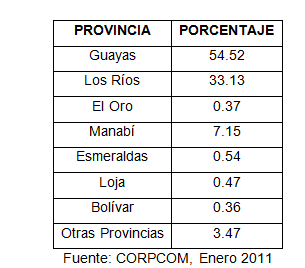 PROVINCIA PORCENTAJE
Guayas 54.52
Los Ríos 33.13
El Oro 0.37
Manabí 7.15
Esmeraldas 0.54
Loja 0.47
Bolívar 0.36
Otras Provincias 3.47
Fuente: CORPCOM, Enero 2011